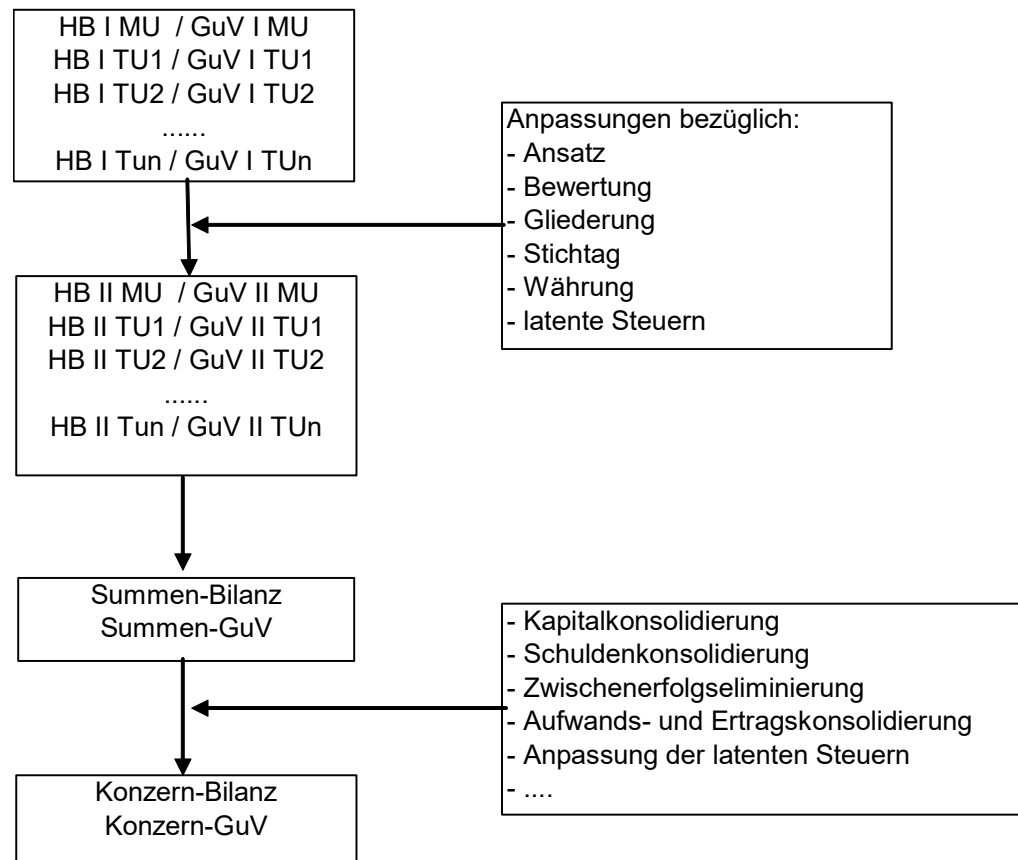 HB I MU / GuV I MU
HB I TU1 / GuV I TU1
HB I TU2 / GuV I TU2
......
HB I Tun / GuV I TUn
Anpassungen bezüglich:
- Ansatz
- Bewertung
- Gliederung
- Stichtag
- Währung
- latente Steuern
HB II MU / GuV II MU
HB II TU1 / GuV II TU1
HB II TU2 / GuV II TU2
......
HB II Tun / GuV II TUn
Summen-Bilanz
Summen-GuV
- Kapitalkonsolidierung
- Schuldenkonsolidierung
- Zwischenerfolgseliminierung
- Aufwands- und Ertragskonsolidierung
- Anpassung der latenten Steuern
- ....
Konzern-Bilanz
Konzern-GuV